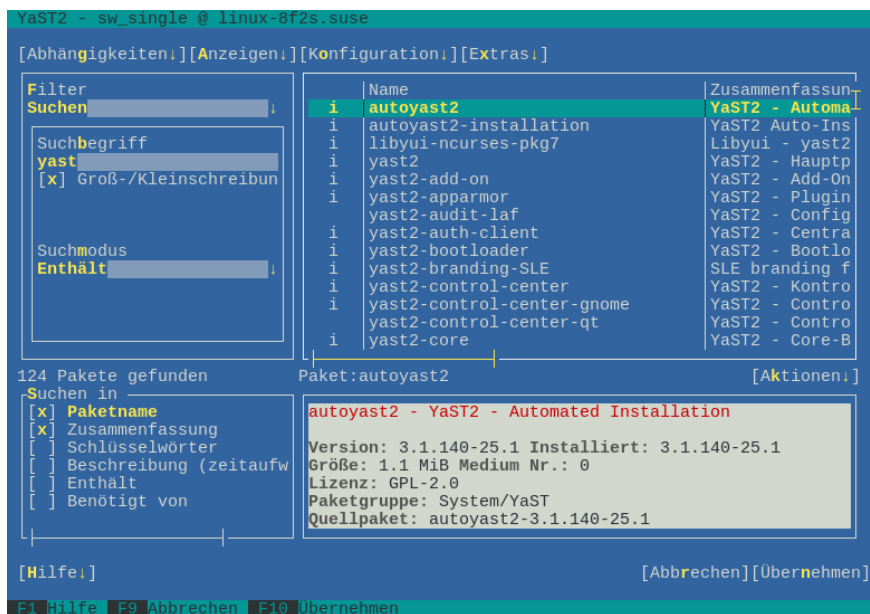 YaST2 - sw_single @ linux-8f2s.suse
[Abhängigkeiten↓][Anzeigen↓][Konfiguration↓][Extras↓]
Filter
Suchen↓
Suchbegriff
yast
[x] Groß-/Kleinschreibun
Suchmodus
Enthält↓
Name Zusammenfassun
i autoyast2 YaST2 - Automa
i autoyast2-installation YaST2 Auto-Ins
i libyui-ncurses-pkg7 Libyui - yast2
i yast2 YaST2 - Hauptp
i yast2-add-on YaST2 - Add-On
i yast2-apparmor YaST2 - Plugin
yast2-audit-laf YaST2 - Config
i yast2-auth-client YaST2 - Centra
i yast2-bootloader YaST2 - Bootlo
i yast2-branding-SLE SLE branding f
i yast2-control-center YaST2 - Kontro
i yast2-control-center-gnome YaST2 - Contro
yast2-control-center-qt YaST2 - Contro
i yast2-core YaST2 - Core-B
124 Pakete gefunden
Paket:autoyast2 [Aktionen↓]
Suchen in
[x] Paketname
[x] Zusammenfassung
[ ] Schlüsselwörter
[ ] Beschreibung (zeitaufw
[ ] Enthält
[ ] Benötigt von
autoyast2 - YaST2 - Automated Installation
Version: 3.1.140-25.1 Installiert: 3.1.140-25.1
Größe: 1.1 MiB Medium Nr.: 0
Lizenz: GPL-2.0
Paketgruppe: System/YaST
Quellpaket: autoyast2-3.1.140-25.1
[Hilfe↓] [Abbrechen][Übernehmen]
F1 Hilfe F9 Abbrechen F10 Übernehmen